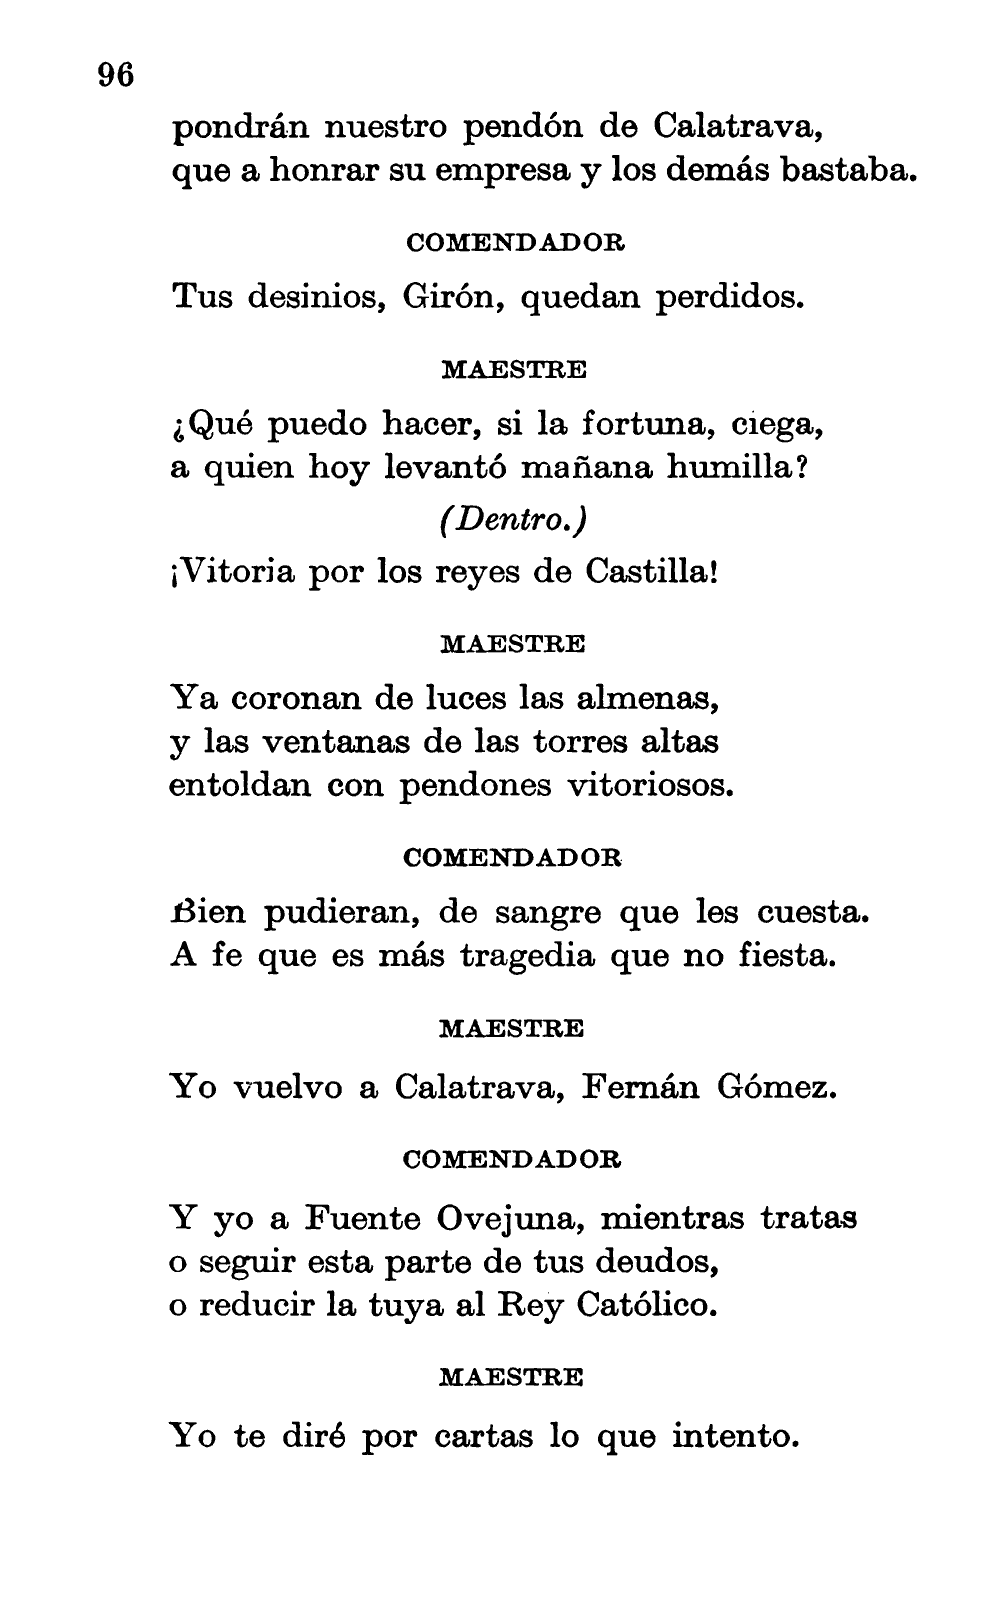 96
pondrán nuestro pendón de Calatrava,
que a honrar su empresa y los demás bastaba.
COMENDADOR
Tus desinios, Girón, quedan perdidos.
MAESTRE
¿Qué puedo hacer, si la fortuna, ciega,
a quien hoy levantó mañana humilla?
(Dentro.)
¡Vitoria por los reyes de Castilla!
MAESTRE
Ya coronan de luces las almenas,
y las ventanas de las torres altas
entoldan con pendones vitoriosos.
COMENDADOR
Bien pudieran, de sangre que les cuesta.
A fe que es más tragedia que no fiesta.
MAESTRE
Yo vuelvo a Calatrava, Fernán Gómez.
COMENDADOR
Y yo a Fuente Ovejuna, mientras tratas
o seguir esta parte de tus deudos,
o reducir la tuya al Rey Católico.
MAESTRE
Yo te diré por cartas lo que intento.